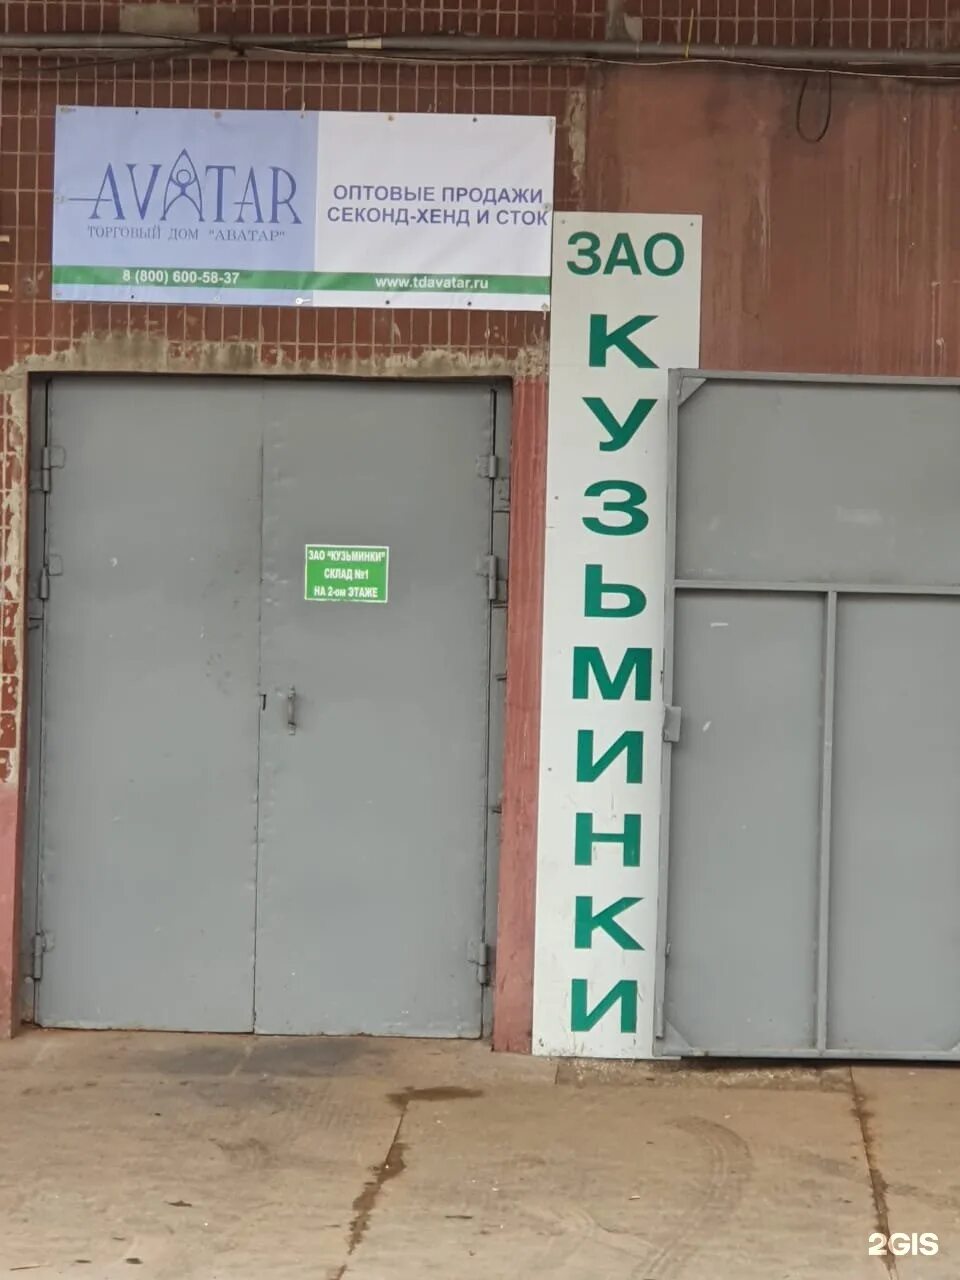 AVATAR
ТОРГОВЫЙ ДОМ "АВАТАР"
ОПТОВЫЕ ПРОДАЖИ
СЕКОНД-ХЕНД И СТОК
8 (800) 600-58-37
www.tdavatar.ru
ЗАО
КУЗЬМИНКИ
ЗАО "КУЗЬМИНКИ"
СКЛАД №1
НА 2-ом ЭТАЖЕ
2GIS